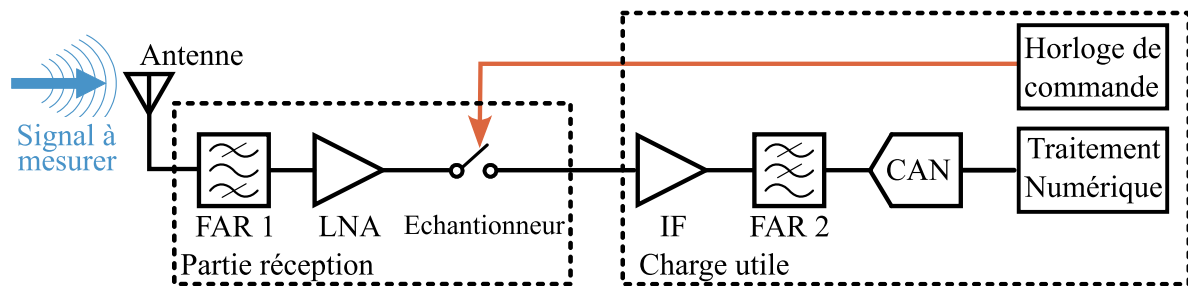 Antenne
Signal à
mesurer
FAR 1
LNA
Echantionneur
Partie réception
Horloge de
commande
IF
FAR 2
CAN
Traitement
Numérique
Charge utile